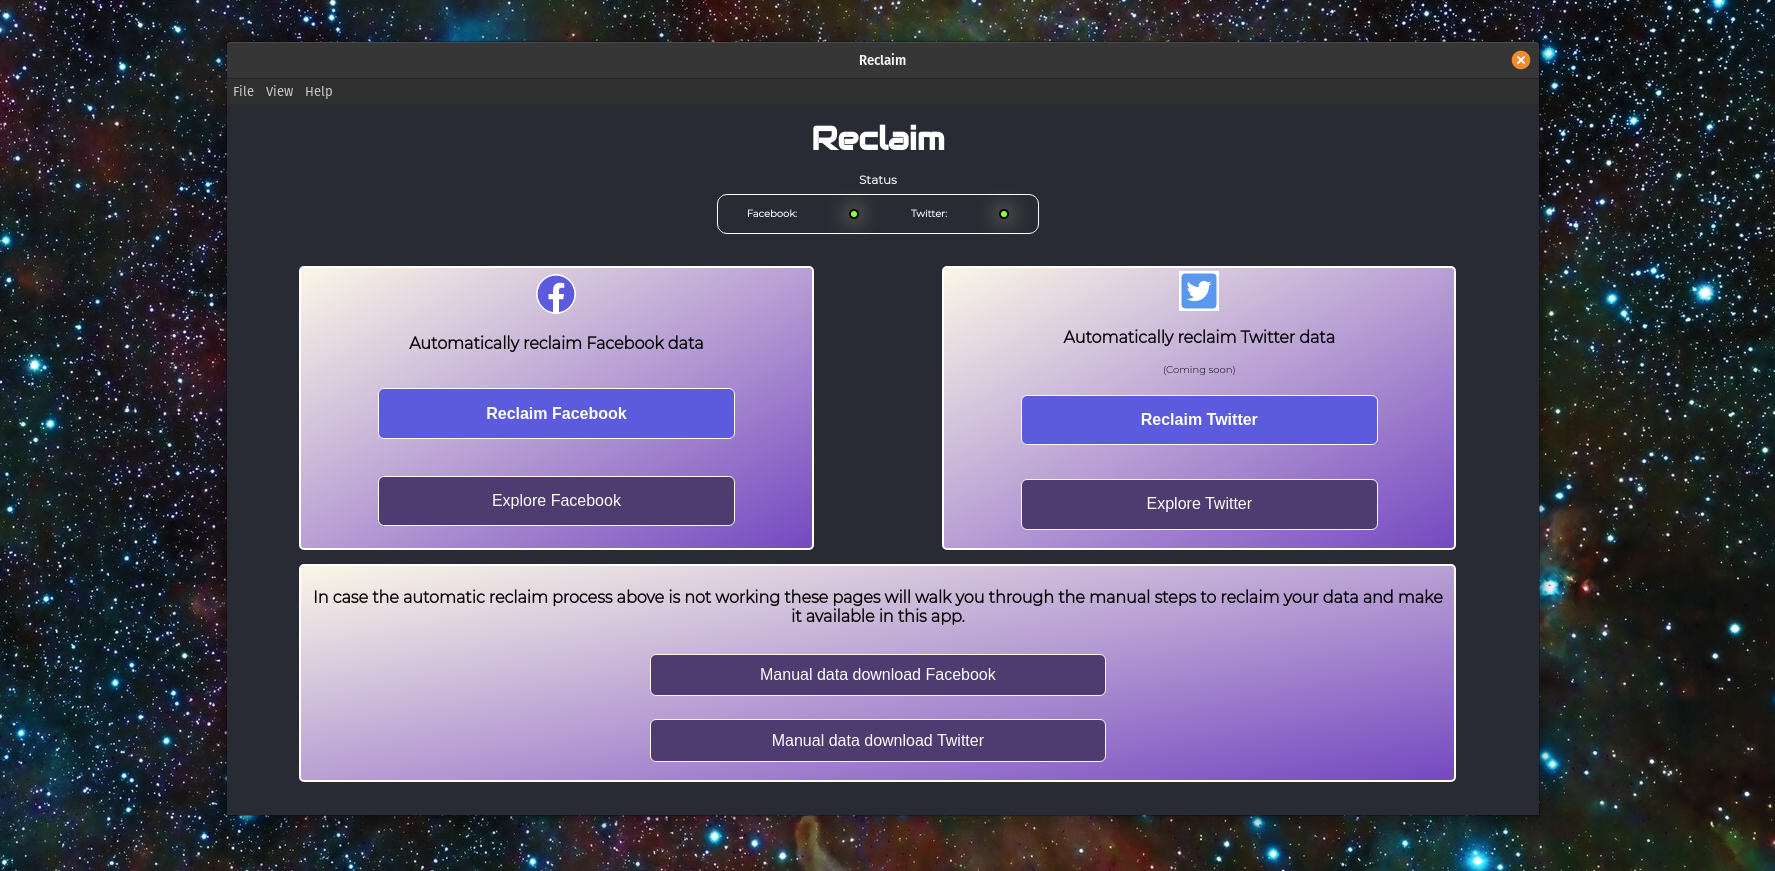 Reclaim
File View Help
Reclaim
Status
Facebook: Twitter:
Automatically reclaim Facebook data
Reclaim Facebook
Explore Facebook
Automatically reclaim Twitter data
(Coming soon)
Reclaim Twitter
Explore Twitter
In case the automatic reclaim process above is not working these pages will walk you through the manual steps to reclaim your data and make
it available in this app.
Manual data download Facebook
Manual data download Twitter